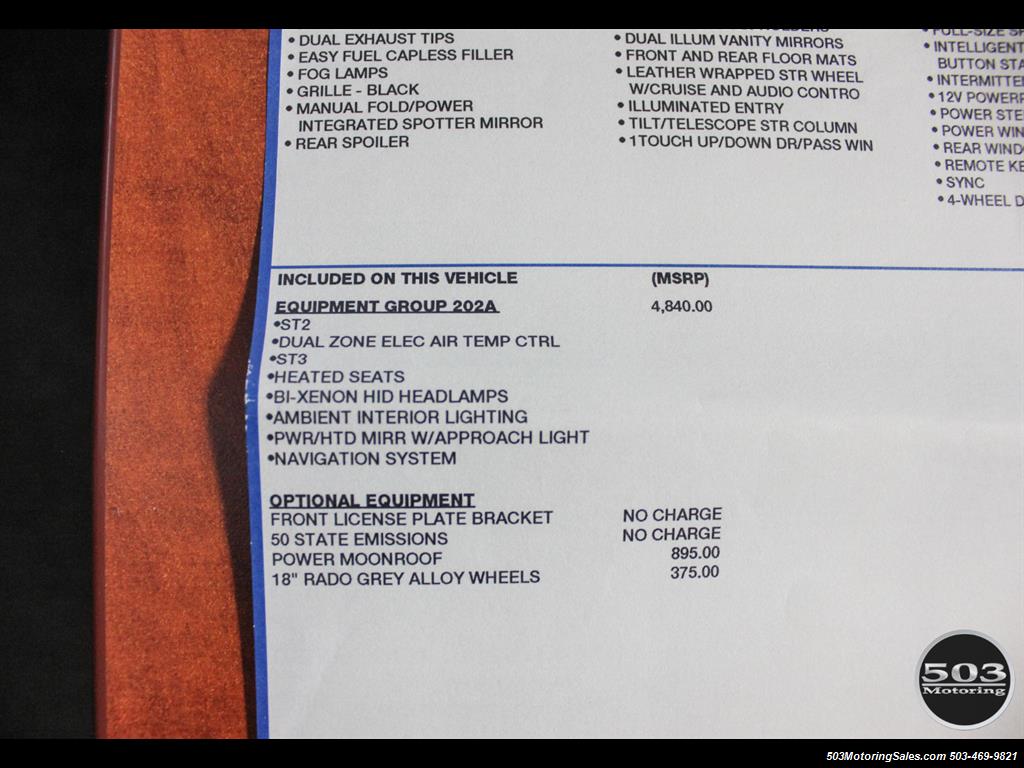 • DUAL EXHAUST TIPS
• EASY FUEL CAPLESS FILLER
• FOG LAMPS
• GRILLE - BLACK
• MANUAL FOLD/POWER
INTEGRATED SPOTTER MIRROR
• REAR SPOILER
• DUAL ILLUM VANITY MIRRORS
• FRONT AND REAR FLOOR MATS
• LEATHER WRAPPED STR WHEEL
W/CRUISE AND AUDIO CONTRO
• ILLUMINATED ENTRY
• TILT/TELESCOPE STR COLUMN
• 1TOUCH UP/DOWN DR/PASS WIN
• FULL-SIZE
• INTELLIGENT
BUTTON STA
• INTERMITTE
• 12V POWERP
• POWER STE
• POWER WIN
• REAR WIND
• REMOTE KE
• SYNC
• 4-WHEEL D
INCLUDED ON THIS VEHICLE (MSRP)
EQUIPMENT GROUP 202A 4,840.00
•ST2
•DUAL ZONE ELEC AIR TEMP CTRL
•ST3
•HEATED SEATS
•BI-XENON HID HEADLAMPS
•AMBIENT INTERIOR LIGHTING
•PWR/HTD MIRR W/APPROACH LIGHT
•NAVIGATION SYSTEM
OPTIONAL EQUIPMENT
FRONT LICENSE PLATE BRACKET NO CHARGE
50 STATE EMISSIONS NO CHARGE
POWER MOONROOF 895.00
18" RADO GREY ALLOY WHEELS 375.00
503
Motoring
503MotoringSales.com 503-469-9821